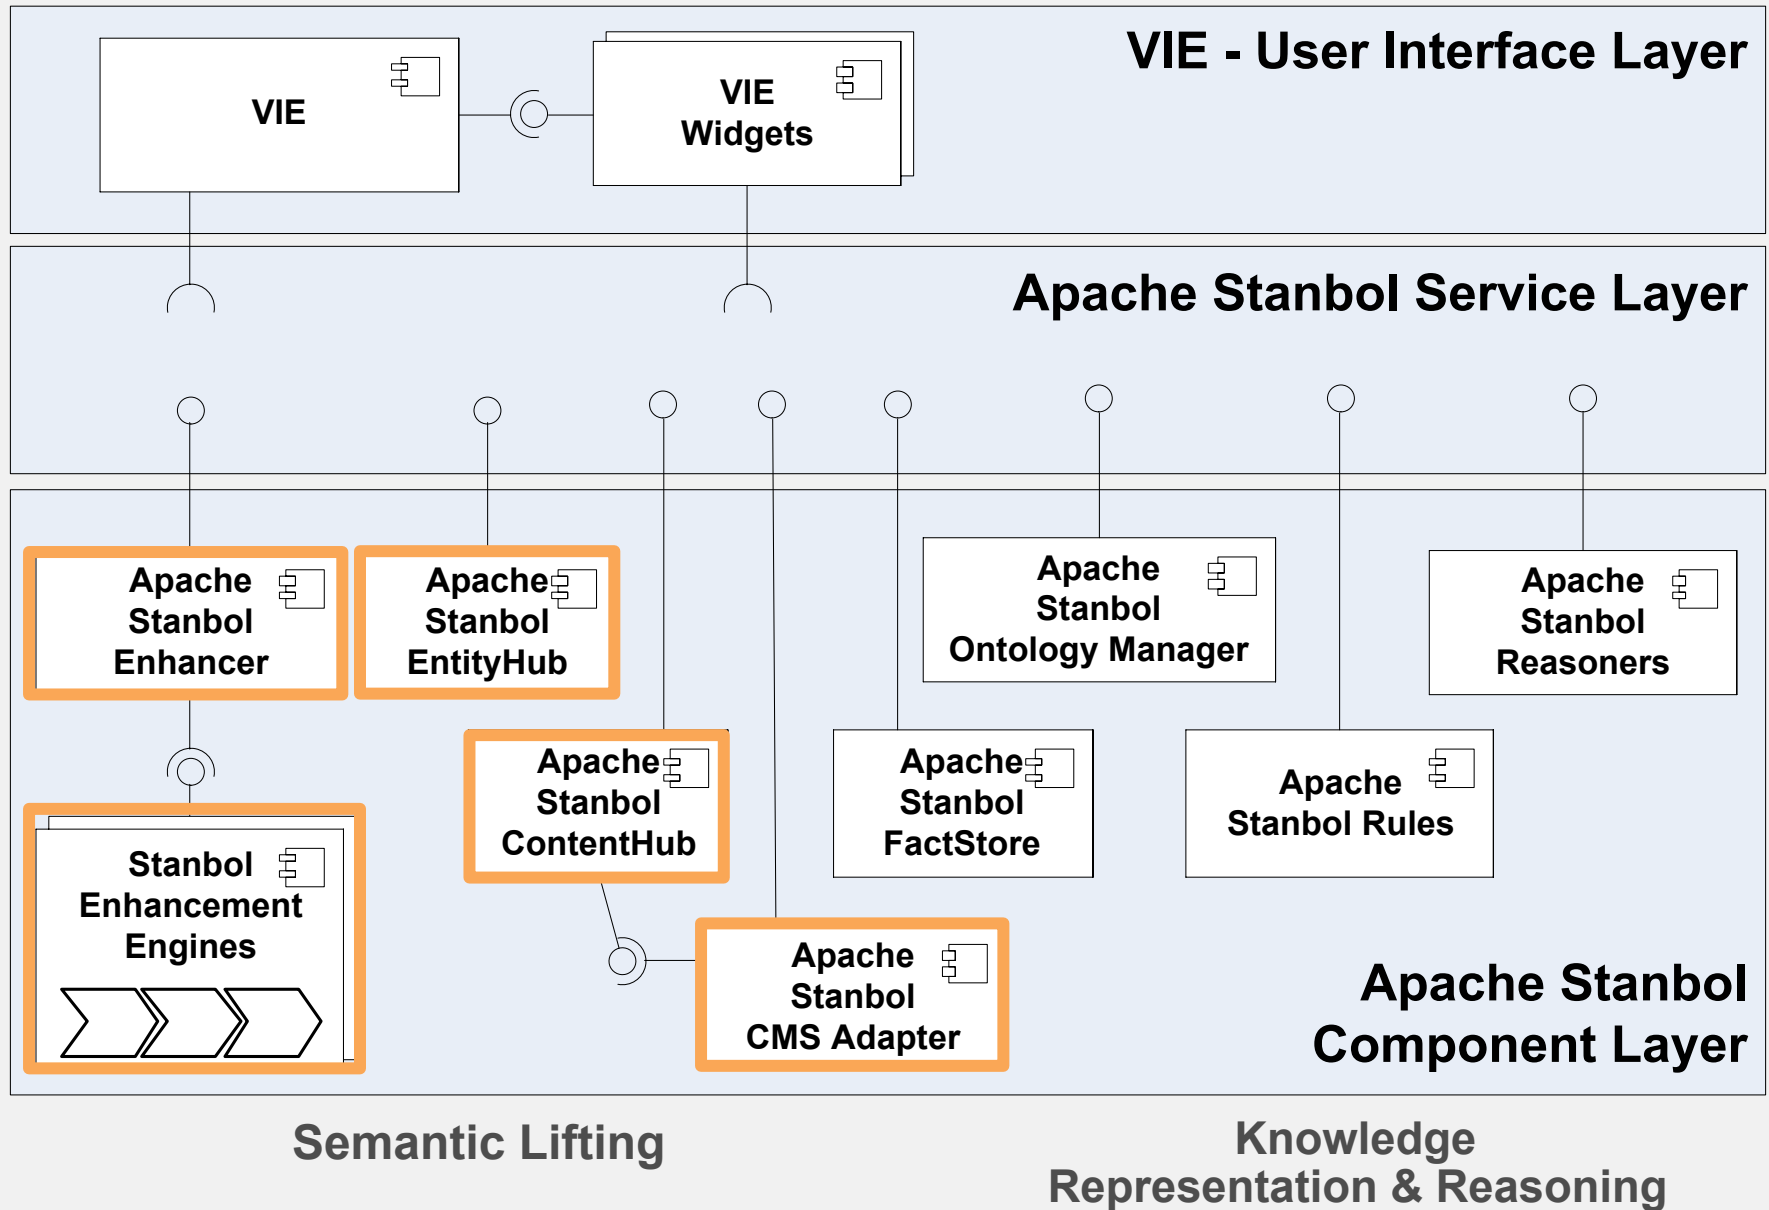 VIE - User Interface Layer
VIE
VIE
Widgets
Apache Stanbol Service Layer
Apache
Stanbol
Enhancer
Apache
Stanbol
EntityHub
Apache
Stanbol
Ontology Manager
Apache
Stanbol
Reasoners
Apache
Stanbol
ContentHub
Apache
Stanbol
FactStore
Apache
Stanbol Rules
Stanbol
Enhancement
Engines
Apache
Stanbol
CMS Adapter
Apache Stanbol
Component Layer
Semantic Lifting
Knowledge
Representation & Reasoning